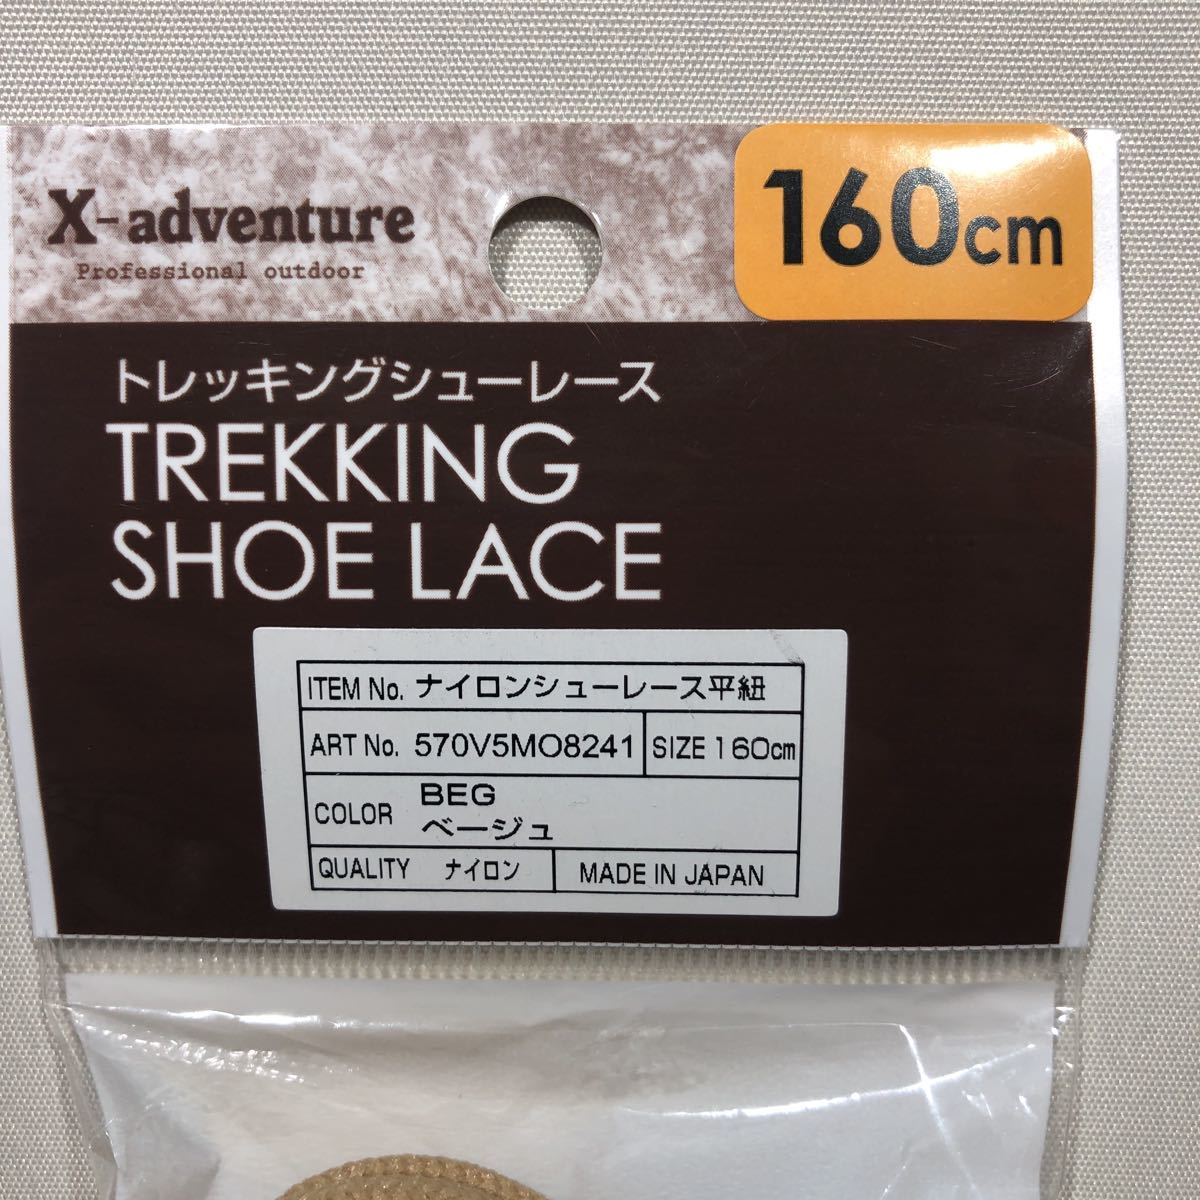 X-adventure
Professional outdoor
160cm
トレッキングシューレース
TREKKING
SHOE LACE
ITEM No. ナイロンシューレース平紐
ART No. 570V5MO8241 SIZE 160cm
COLOR BEG
ベージュ
QUALITY ナイロン MADE IN JAPAN